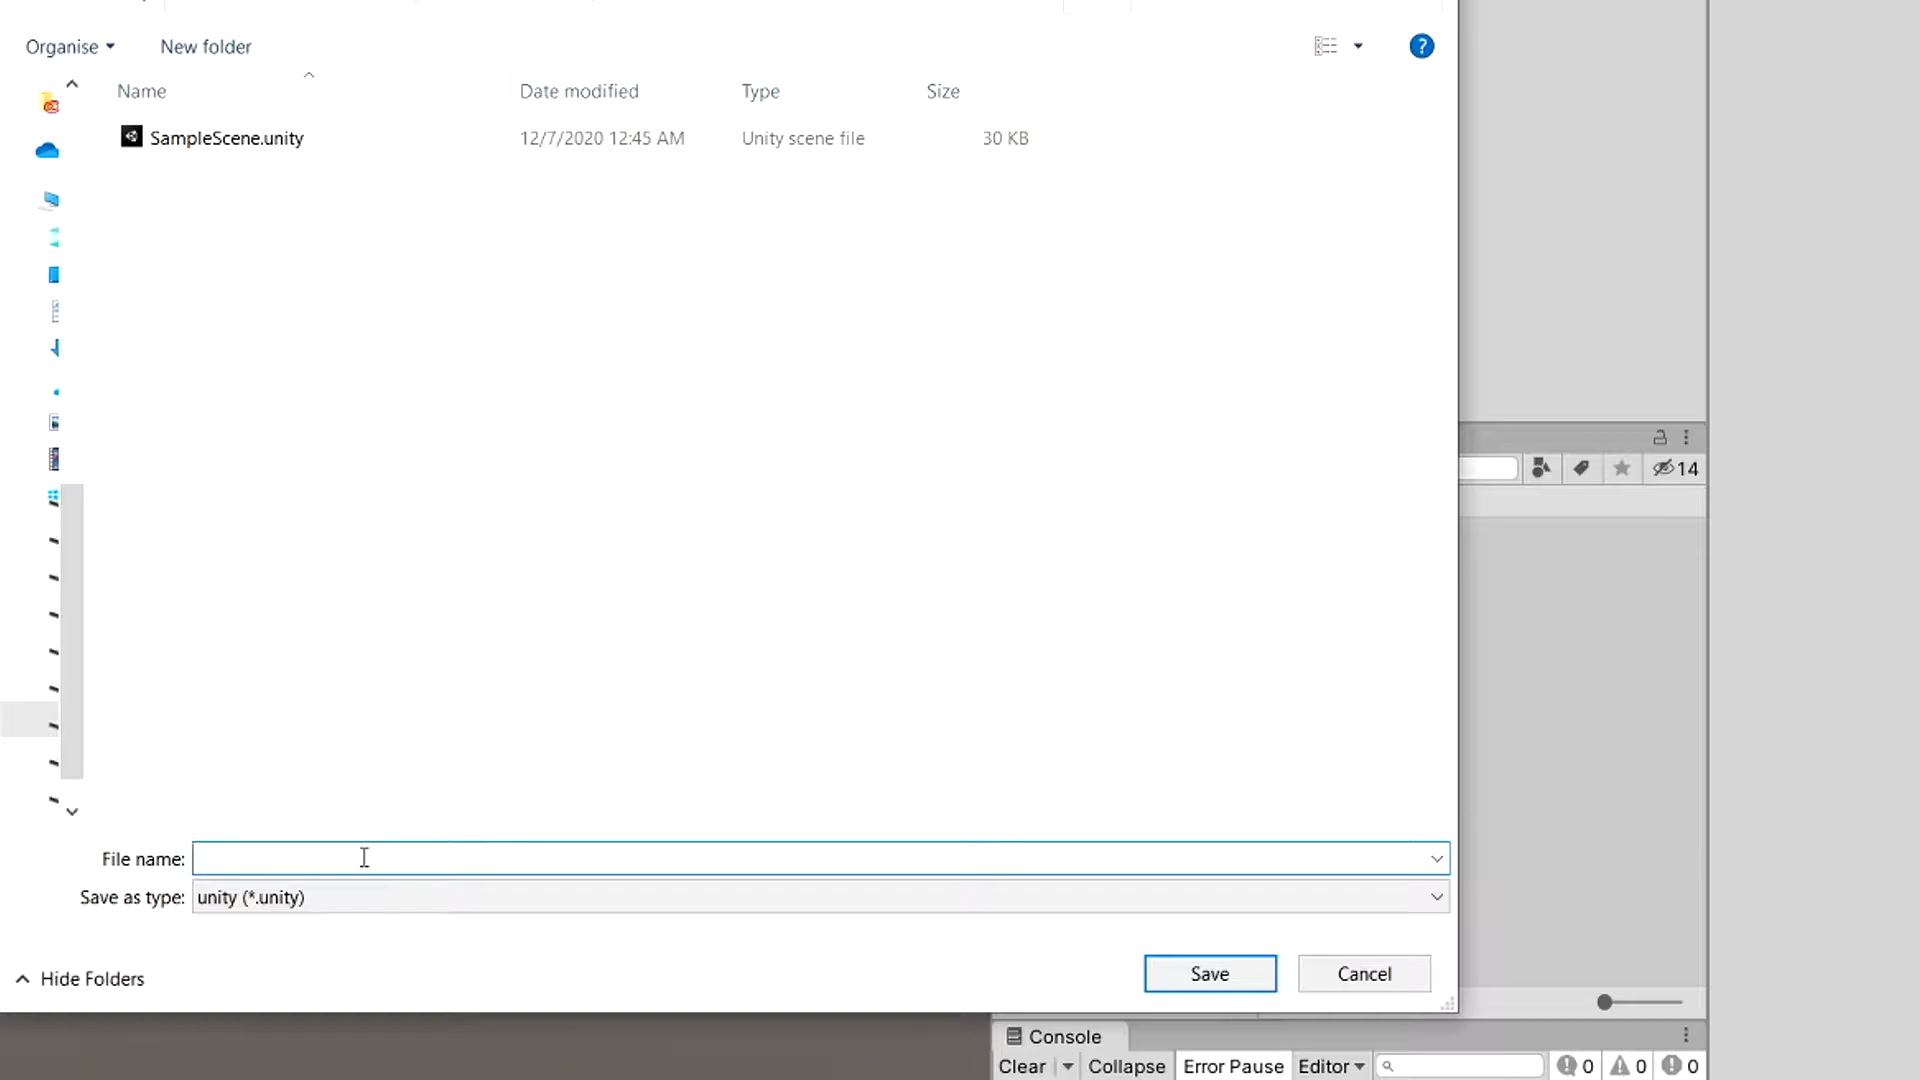 Organise New folder
Name Date modified Type Size
SampleScene.unity 12/7/2020 12:45 AM Unity scene file 30 KB
14
File name:
Save as type: unity (*.unity)
Save Cancel
Hide Folders
Console
Clear Collapse Error Pause Editor 0 0 0